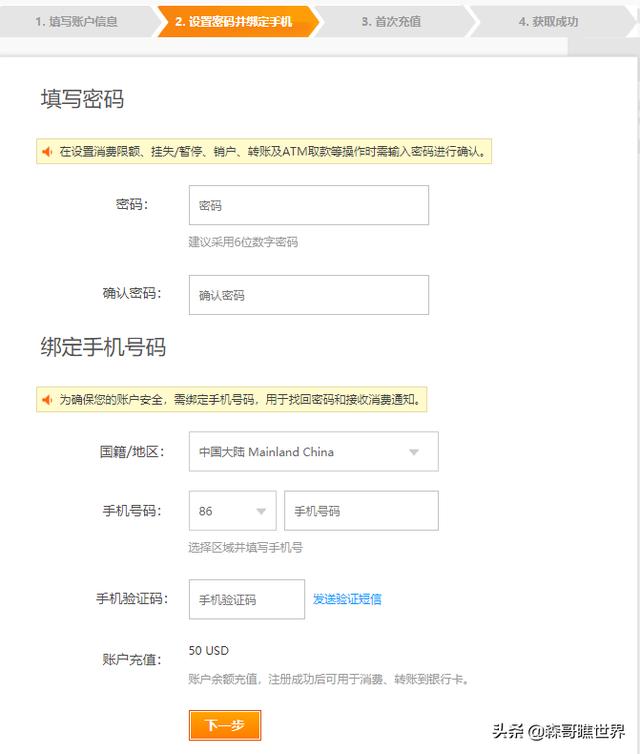 1. 填写账户信息 2. 设置密码并绑定手机 3. 首次充值 4. 获取成功
填写密码
在设置消费限额、挂失/暂停、销户、转账及ATM取款等操作时需输入密码进行确认。
密码： 密码
建议采用6位数字密码
确认密码： 确认密码
绑定手机号码
为确保您的账户安全，需绑定手机号码，用于找回密码和接收消费通知。
国籍/地区： 中国大陆 Mainland China
手机号码： 86 手机号码
选择区域并填写手机号
手机验证码： 手机验证码 发送验证短信
账户充值： 50 USD
账户余额充值，注册成功后可用于消费、转账到银行卡。
下一步
头条 @森哥瞧世界